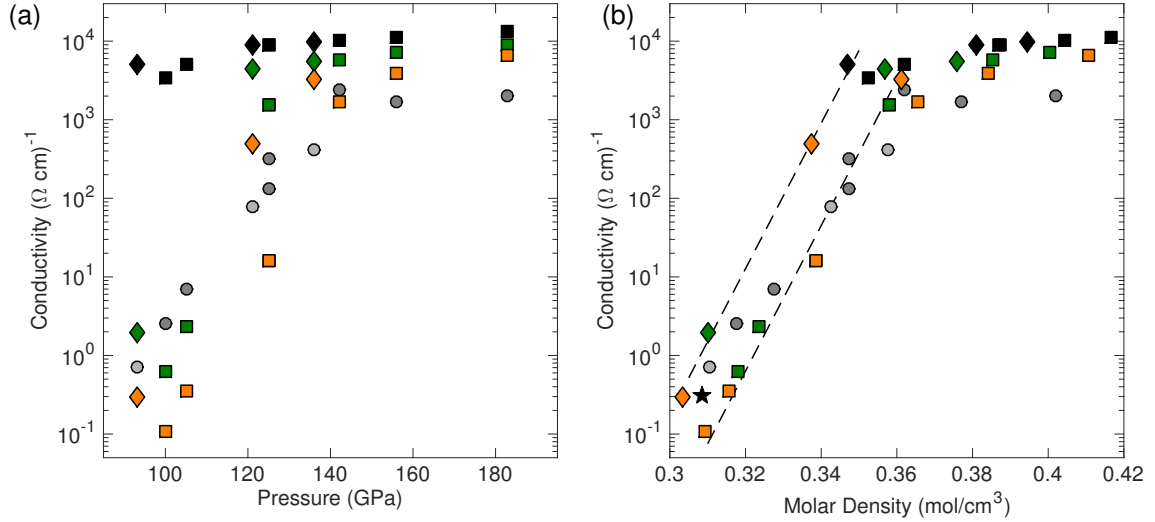 (a)
(b)
10^4
10^3
10^2
10^1
10^0
10^-1
Conductivity (Ω cm)^-1
100 120 140 160 180
Pressure (GPa)
10^4
10^3
10^2
10^1
10^0
10^-1
Conductivity (Ω cm)^-1
0.3 0.32 0.34 0.36 0.38 0.4 0.42
Molar Density (mol/cm^3)